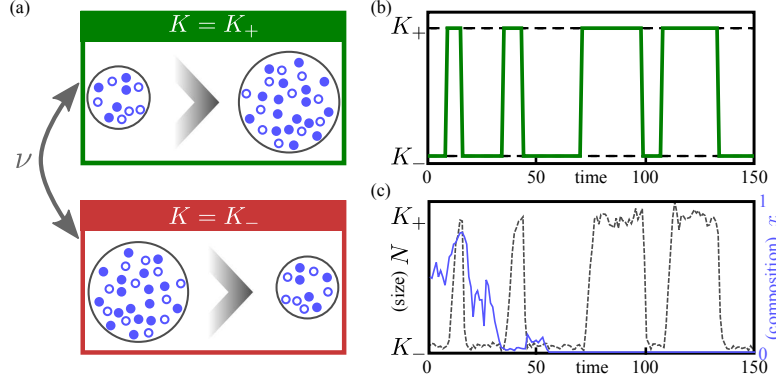 (a)
K = K₊
ν
K = K₋
(b)
K₊
K₋
0 50 100 150
time
(c)
K₊
(size) N
K₋
1
x (composition)
0
0 50 100 150
time